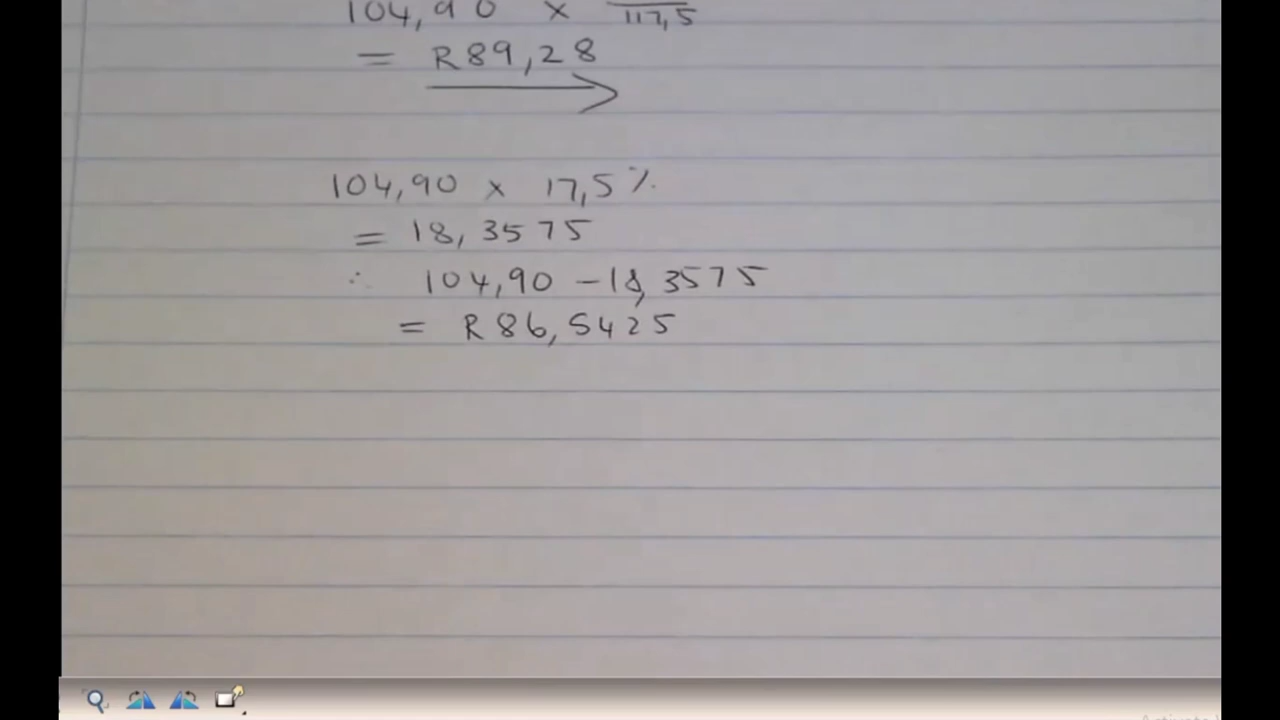 104,90 × 117,5
= R89,28
104,90 × 17,5%
= 18,3575
∴ 104,90 - 18,3575
= R86,5425